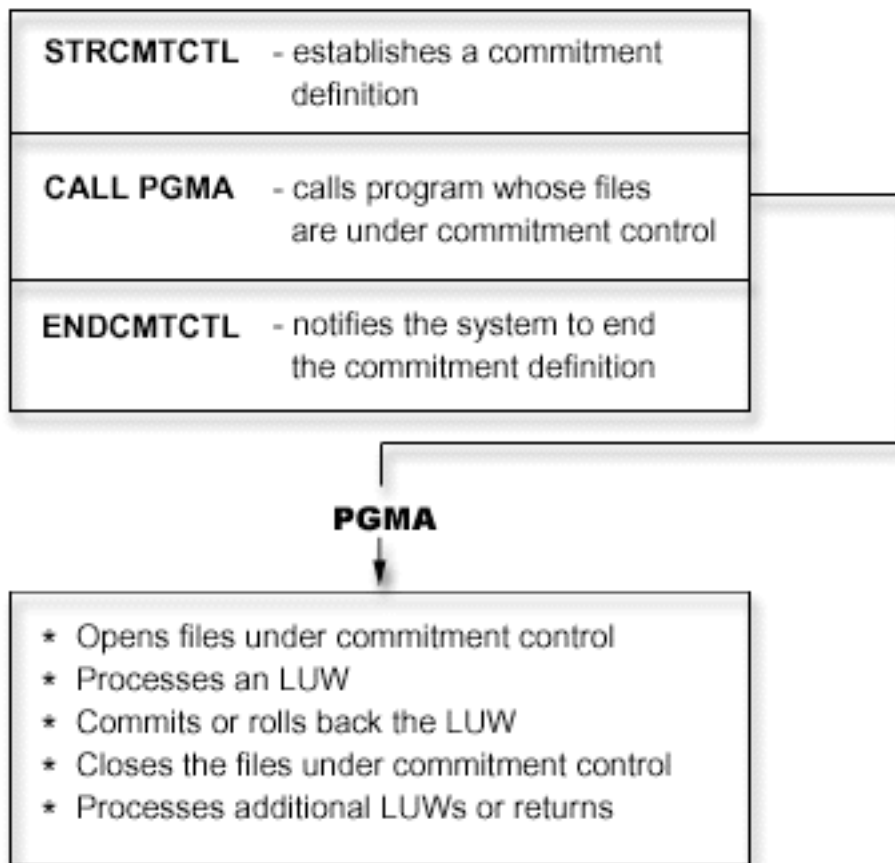 STRCMTCTL - establishes a commitment
definition
CALL PGMA - calls program whose files
are under commitment control
ENDCMTCTL - notifies the system to end
the commitment definition
PGMA
* Opens files under commitment control
* Processes an LUW
* Commits or rolls back the LUW
* Closes the files under commitment control
* Processes additional LUWs or returns